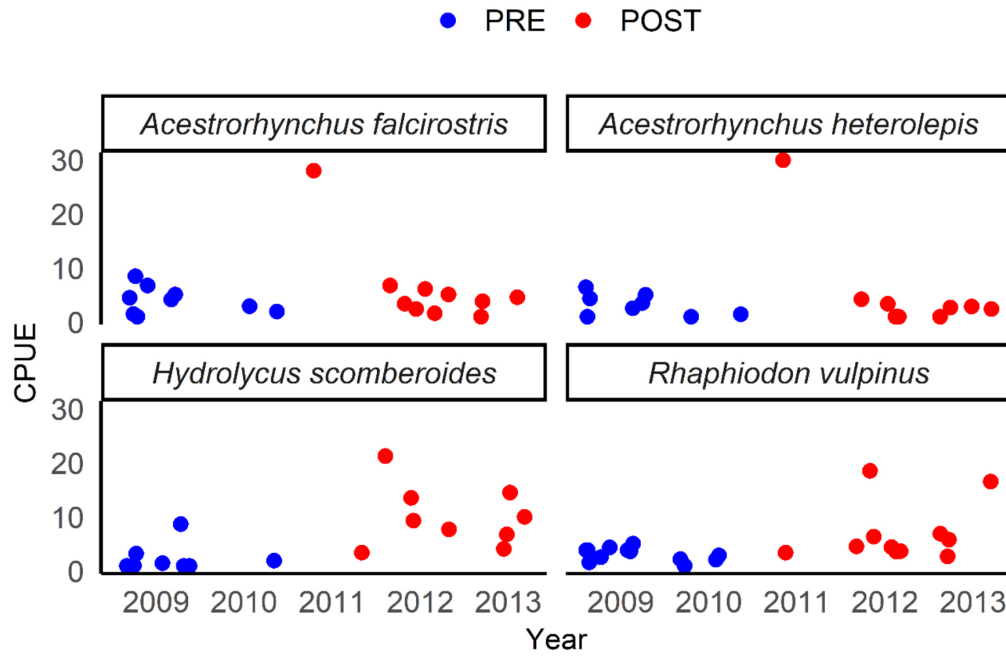 PRE POST
Acestrorhynchus falcirostris Acestrorhynchus heterolepis
30
20
10
0
CPUE
Hydrolycus scomberoides Rhaphiodon vulpinus
30
20
10
0
2009 2010 2011 2012 2013 2009 2010 2011 2012 2013
Year